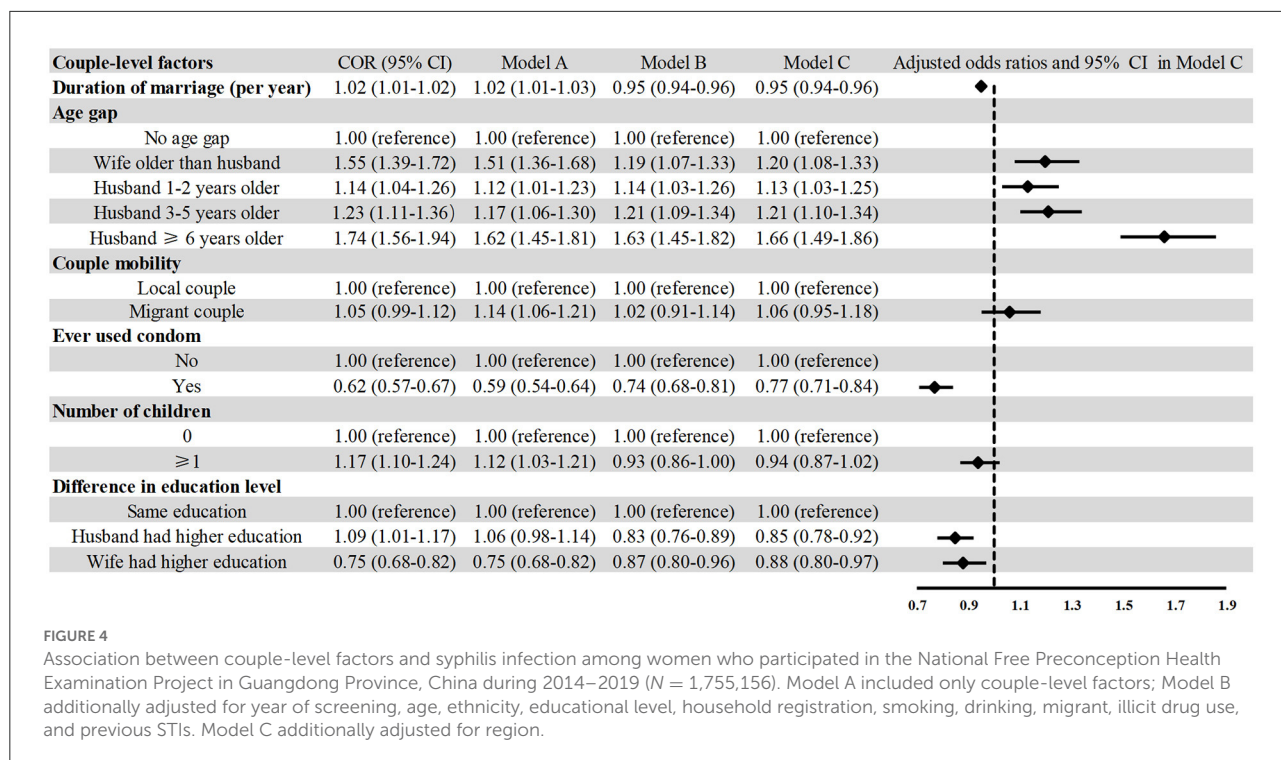 Couple-level factors COR (95% CI) Model A Model B Model C Adjusted odds ratios and 95% CI in Model C
Duration of marriage (per year) 1.02 (1.01-1.02) 1.02 (1.01-1.03) 0.95 (0.94-0.96) 0.95 (0.94-0.96)
Age gap
No age gap 1.00 (reference) 1.00 (reference) 1.00 (reference) 1.00 (reference)
Wife older than husband 1.55 (1.39-1.72) 1.51 (1.36-1.68) 1.19 (1.07-1.33) 1.20 (1.08-1.33)
Husband 1-2 years older 1.14 (1.04-1.26) 1.12 (1.01-1.23) 1.14 (1.03-1.26) 1.13 (1.03-1.25)
Husband 3-5 years older 1.23 (1.11-1.36) 1.17 (1.06-1.30) 1.21 (1.09-1.34) 1.21 (1.10-1.34)
Husband ≥ 6 years older 1.74 (1.56-1.94) 1.62 (1.45-1.81) 1.63 (1.45-1.82) 1.66 (1.49-1.86)
Couple mobility
Local couple 1.00 (reference) 1.00 (reference) 1.00 (reference) 1.00 (reference)
Migrant couple 1.05 (0.99-1.12) 1.14 (1.06-1.21) 1.02 (0.91-1.14) 1.06 (0.95-1.18)
Ever used condom
No 1.00 (reference) 1.00 (reference) 1.00 (reference) 1.00 (reference)
Yes 0.62 (0.57-0.67) 0.59 (0.54-0.64) 0.74 (0.68-0.81) 0.77 (0.71-0.84)
Number of children
0 1.00 (reference) 1.00 (reference) 1.00 (reference) 1.00 (reference)
≥1 1.17 (1.10-1.24) 1.12 (1.03-1.21) 0.93 (0.86-1.00) 0.94 (0.87-1.02)
Difference in education level
Same education 1.00 (reference) 1.00 (reference) 1.00 (reference) 1.00 (reference)
Husband had higher education 1.09 (1.01-1.17) 1.06 (0.98-1.14) 0.83 (0.76-0.89) 0.85 (0.78-0.92)
Wife had higher education 0.75 (0.68-0.82) 0.75 (0.68-0.82) 0.87 (0.80-0.96) 0.88 (0.80-0.97)
0.7 0.9 1.1 1.3 1.5 1.7 1.9
FIGURE 4
Association between couple-level factors and syphilis infection among women who participated in the National Free Preconception Health
Examination Project in Guangdong Province, China during 2014–2019 (N = 1,755,156). Model A included only couple-level factors; Model B
additionally adjusted for year of screening, age, ethnicity, educational level, household registration, smoking, drinking, migrant, illicit drug use,
and previous STIs. Model C additionally adjusted for region.